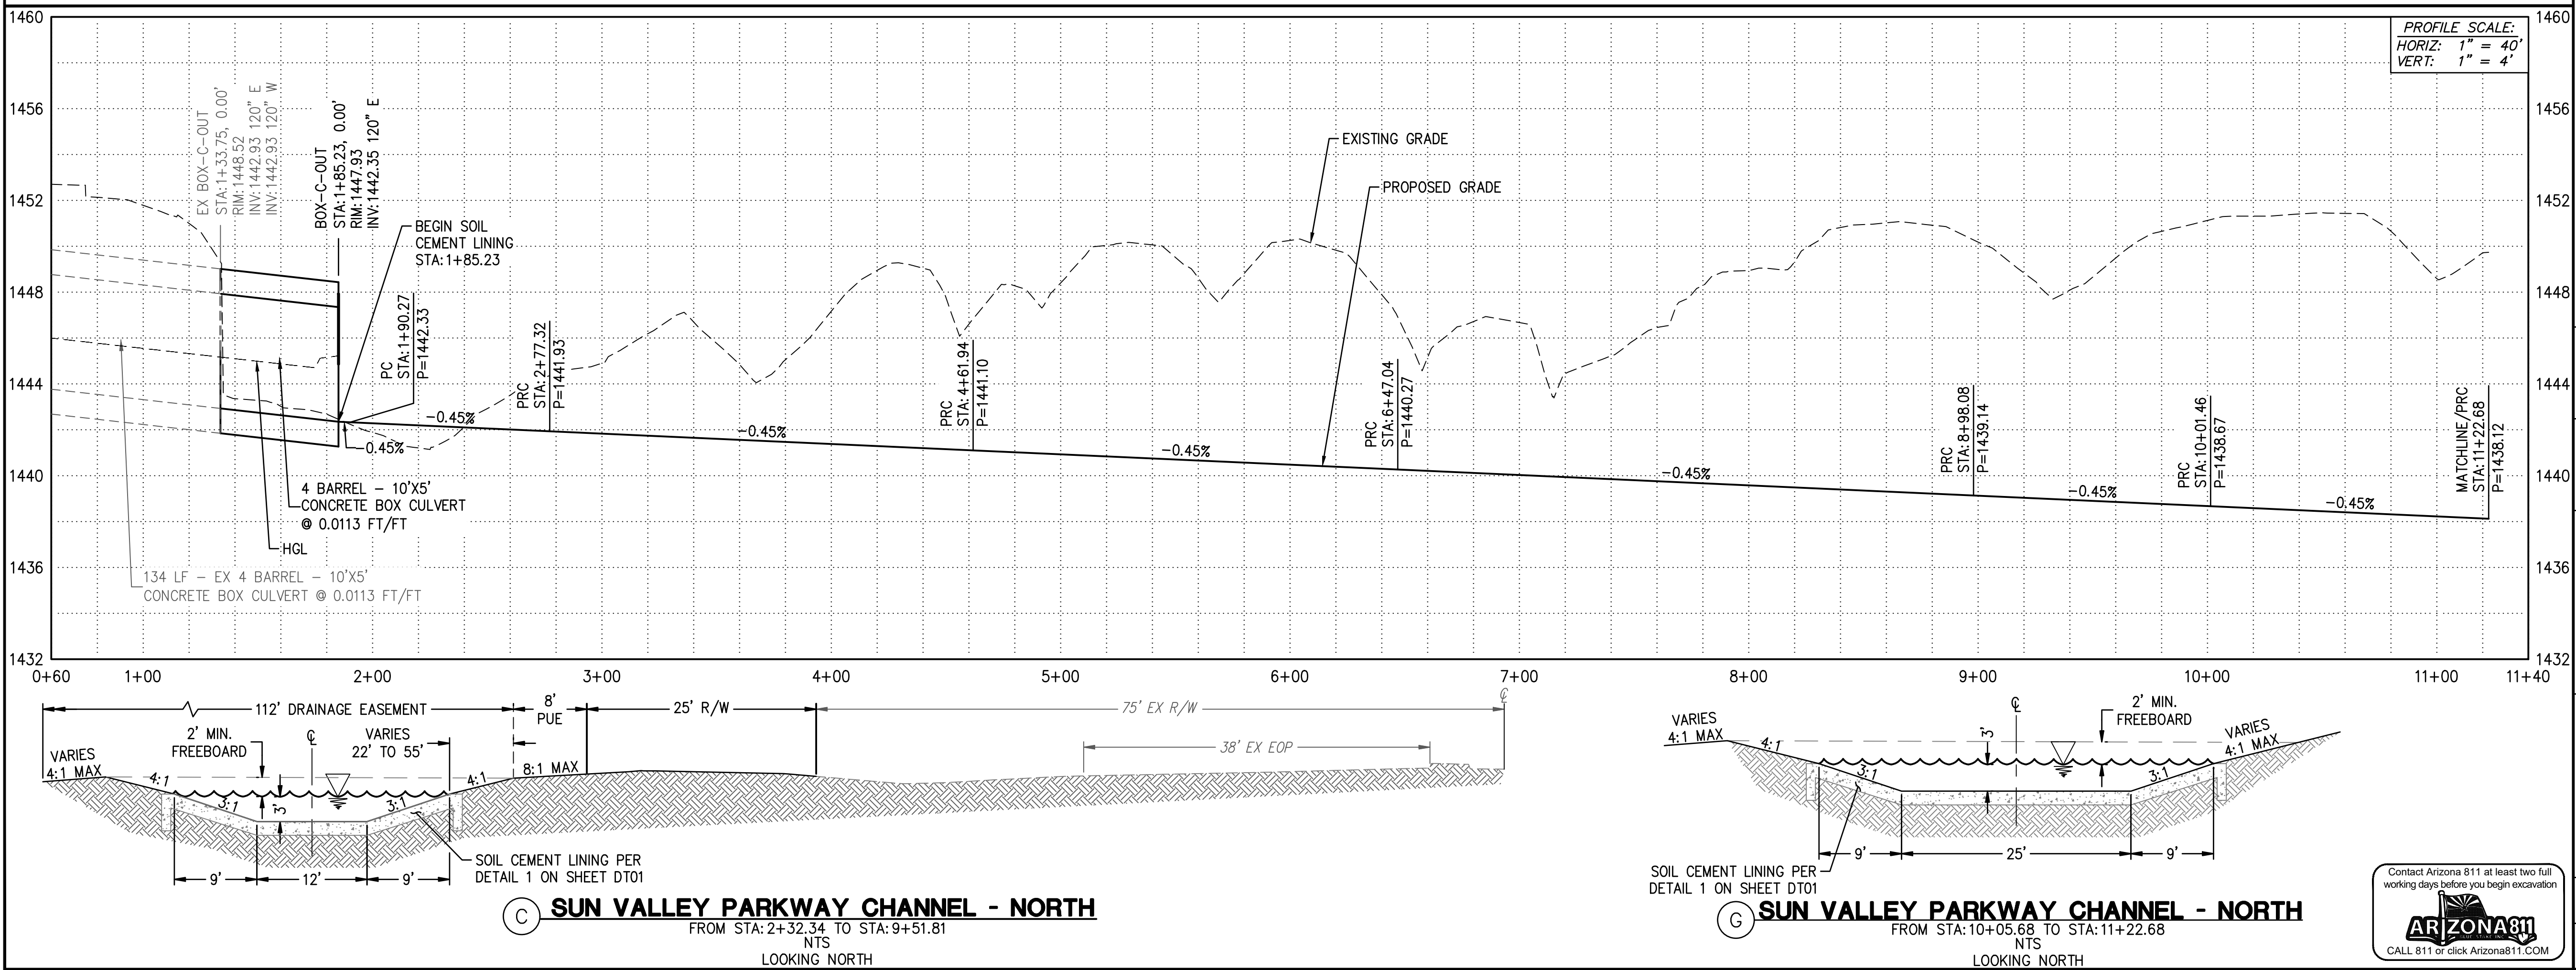 1460
1456
1452
1448
1444
1440
1436
1432
1460
1456
1452
1448
1444
1440
1436
1432
PROFILE SCALE:
HORIZ: 1" = 40'
VERT: 1" = 4'
EX BOX-C-OUT
STA:1+33.75, 0.00'
RIM:1448.52
INV:1442.93 120" E
INV:1442.93 120" W
BOX-C-OUT
STA:1+85.23, 0.00'
RIM:1447.93
INV:1442.35 120" E
BEGIN SOIL
CEMENT LINING
STA:1+85.23
PC
STA:1+90.27
P=1442.33
PRC
STA:2+77.32
P=1441.93
PRC
STA:4+61.94
P=1441.10
EXISTING GRADE
PROPOSED GRADE
PRC
STA:6+47.04
P=1440.27
PRC
STA:8+98.08
P=1439.14
PRC
STA:10+01.46
P=1438.67
MATCHLINE/PRC
STA:11+22.68
P=1438.12
-0.45%
-0.45%
-0.45%
-0.45%
-0.45%
-0.45%
-0.45%
4 BARREL - 10'X5'
CONCRETE BOX CULVERT
@ 0.0113 FT/FT
HGL
134 LF - EX 4 BARREL - 10'X5'
CONCRETE BOX CULVERT @ 0.0113 FT/FT
0+60
1+00
2+00
3+00
4+00
5+00
6+00
7+00
8+00
9+00
10+00
11+00
11+40
112' DRAINAGE EASEMENT
8'
PUE
25' R/W
75' EX R/W
38' EX EOP
VARIES
4:1 MAX
2' MIN.
FREEBOARD
VARIES
22' TO 55'
4:1
3:1
3'
3:1
4:1
8:1 MAX
9'
12'
9'
SOIL CEMENT LINING PER
DETAIL 1 ON SHEET DT01
C
SUN VALLEY PARKWAY CHANNEL - NORTH
FROM STA:2+32.34 TO STA:9+51.81
NTS
LOOKING NORTH
VARIES
4:1 MAX
2' MIN.
FREEBOARD
VARIES
4:1 MAX
4:1
3:1
3'
3:1
9'
25'
9'
SOIL CEMENT LINING PER
DETAIL 1 ON SHEET DT01
G
SUN VALLEY PARKWAY CHANNEL - NORTH
FROM STA:10+05.68 TO STA:11+22.68
NTS
LOOKING NORTH
Contact Arizona 811 at least two full
working days before you begin excavation
ARIZONA811
CALL 811 or click Arizona811.COM